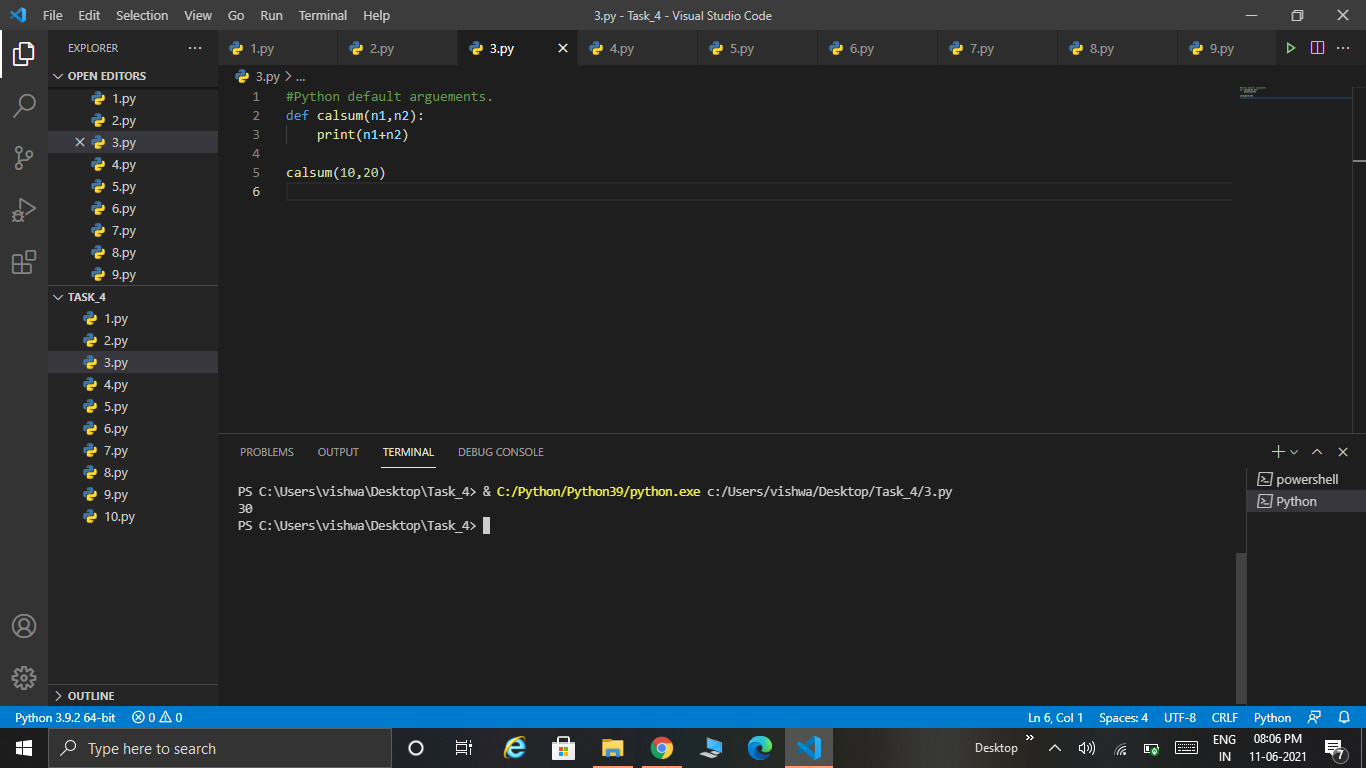 File Edit Selection View Go Run Terminal Help 3.py - Task_4 - Visual Studio Code
EXPLORER ...
1.py 2.py 3.py 4.py 5.py 6.py 7.py 8.py 9.py
OPEN EDITORS
1.py
2.py
3.py
4.py
5.py
6.py
7.py
8.py
9.py
TASK_4
1.py
2.py
3.py
4.py
5.py
6.py
7.py
8.py
9.py
10.py
OUTLINE
3.py > ...
1 #Python default arguements.
2 def calsum(n1,n2):
3     print(n1+n2)
4
5 calsum(10,20)
6
PROBLEMS OUTPUT TERMINAL DEBUG CONSOLE
PS C:\Users\vishwa\Desktop\Task_4> & C:/Python/Python39/python.exe c:/Users/vishwa/Desktop/Task_4/3.py
30
PS C:\Users\vishwa\Desktop\Task_4>
powershell
Python
Python 3.9.2 64-bit 0 0 Ln 6, Col 1 Spaces: 4 UTF-8 CRLF Python
Type here to search
Desktop
ENG
IN
08:06 PM
11-06-2021
7